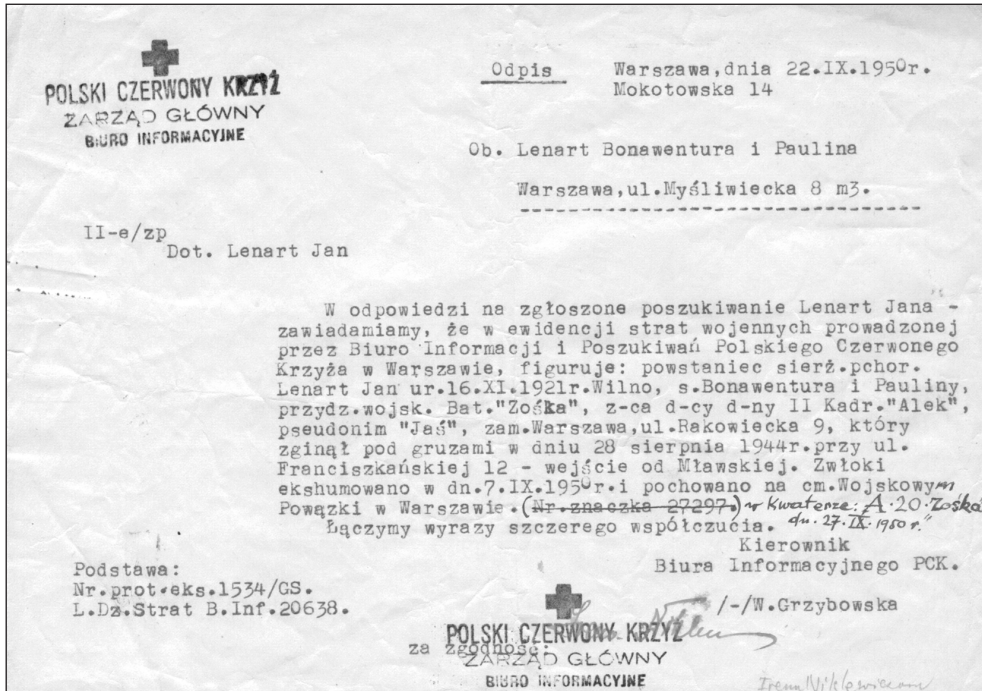 POLSKI CZERWONY KRZYŻ
ZARZĄD GŁÓWNY
BIURO INFORMACYJNE
Odpis Warszawa,dnia 22.IX.1950r.
Mokotowska 14
Ob. Lenart Bonawentura i Paulina
Warszawa,ul.Myśliwiecka 8 m3.
II-e/zp
Dot. Lenart Jan
W odpowiedzi na zgłoszone poszukiwanie Lenart Jana -
zawiadamiamy, że w ewidencji strat wojennych prowadzonej
przez Biuro Informacji i Poszukiwań Polskiego Czerwonego
Krzyża w Warszawie, figuruje: powstaniec sierż.pchor.
Lenart Jan ur.16.XI.1921r.Wilno, s.Bonawentura i Pauliny,
przydz.wojsk. Bat."Zośka", z-ca d-cy d-ny II Kadr."Alek",
pseudonim "Jaś", zam.Warszawa,ul.Rakowiecka 9, który
zginął pod gruzami w dniu 28 sierpnia 1944r.przy ul.
Franciszkańskiej 12 - wejście od Mławskiej. Zwłoki
ekshumowano w dn.7.IX.1950r.i pochowano na cm.Wojskowym
Powązki w Warszawie.(Nr.znaczka 27297.) w Kwaterze: A-20-Zośka
Łączymy wyrazy szczerego współczucia. dn. 27.IX.1950r."
Kierownik
Biura Informacyjnego PCK.
Podstawa:
Nr.prot.eks.1534/GS.
L.Dz.Strat B.Inf.20638.
/-/W.Grzybowska
POLSKI CZERWONY KRZYŻ
za zgodność:
ZARZĄD GŁÓWNY
BIURO INFORMACYJNE
Irena